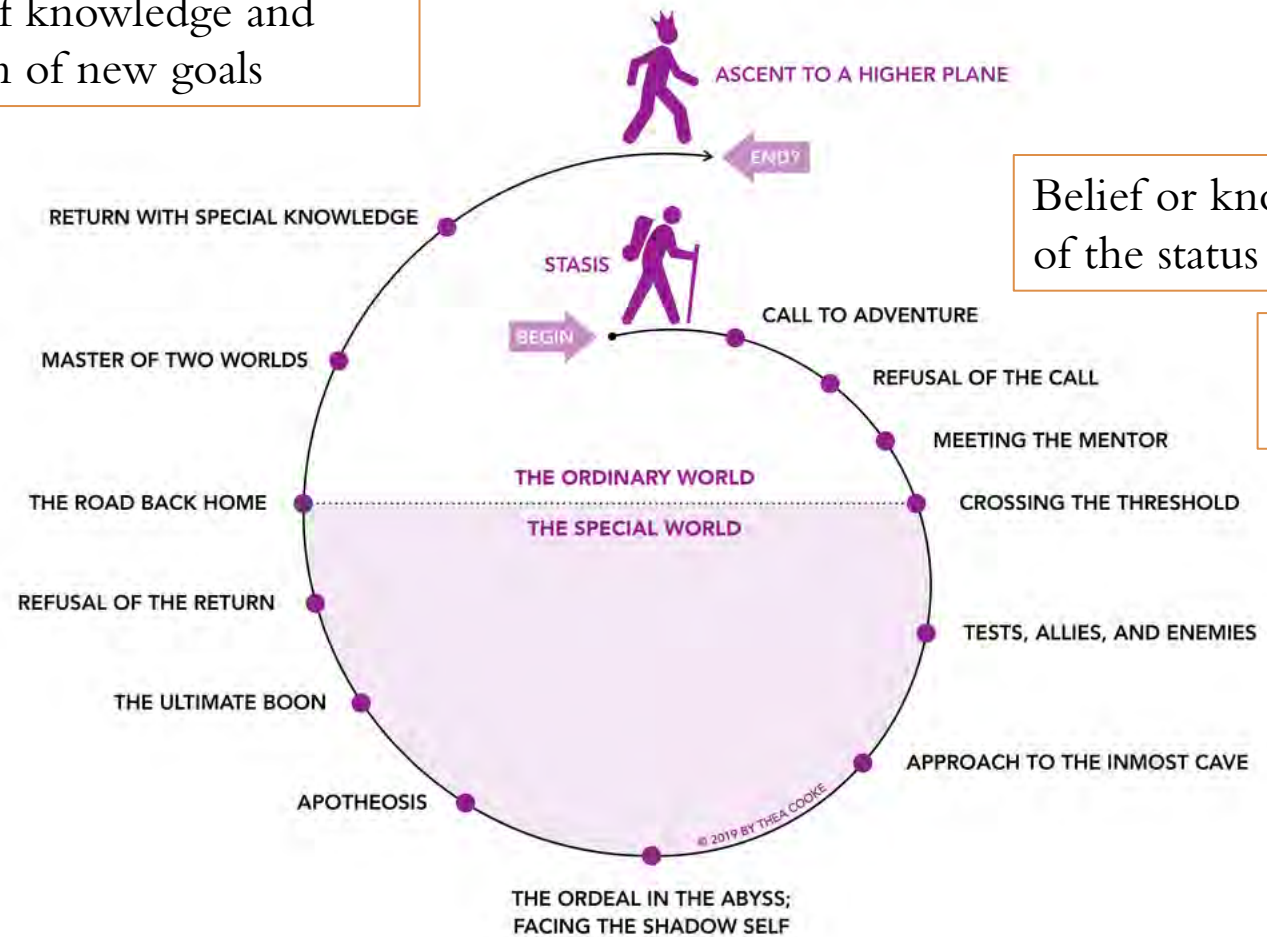 f knowledge and
of new goals
ASCENT TO A HIGHER PLANE
END?
Belief or
of the status
RETURN WITH SPECIAL KNOWLEDGE
STASIS
BEGIN
CALL TO ADVENTURE
MASTER OF TWO WORLDS
REFUSAL OF THE CALL
MEETING THE MENTOR
THE ORDINARY WORLD
THE ROAD BACK HOME
CROSSING THE THRESHOLD
THE SPECIAL WORLD
REFUSAL OF THE RETURN
TESTS, ALLIES, AND ENEMIES
THE ULTIMATE BOON
APPROACH TO THE INMOST CAVE
APOTHEOSIS
© 2019 BY THEA COOKE
THE ORDEAL IN THE ABYSS;
FACING THE SHADOW SELF